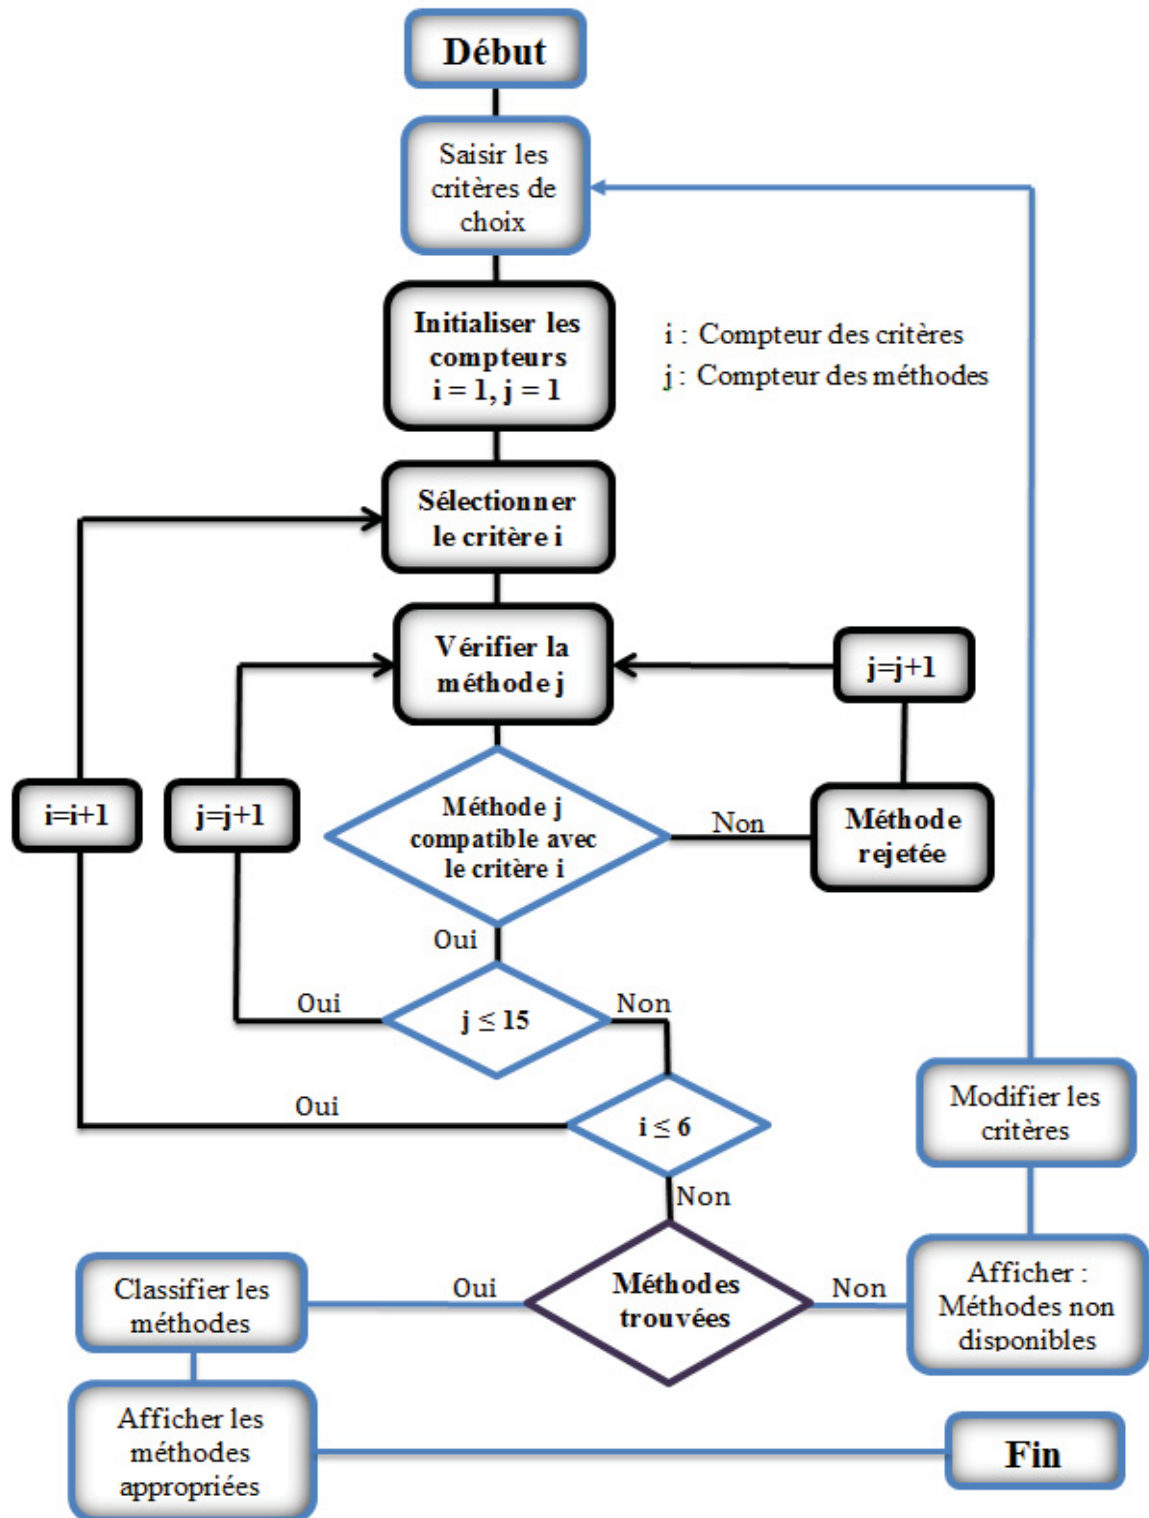 Début
Saisir les
critères de
choix
Initialiser les
compteurs
i = 1, j = 1
i : Compteur des critères
j : Compteur des méthodes
Sélectionner
le critère i
Vérifier la
méthode j
j=j+1
i=i+1
j=j+1
Méthode j
compatible avec
le critère i
Non
Méthode
rejetée
Oui
Oui
j ≤ 15
Non
Oui
i ≤ 6
Modifier les
critères
Non
Classifier les
méthodes
Oui
Méthodes
trouvées
Non
Afficher :
Méthodes non
disponibles
Afficher les
méthodes
appropriées
Fin